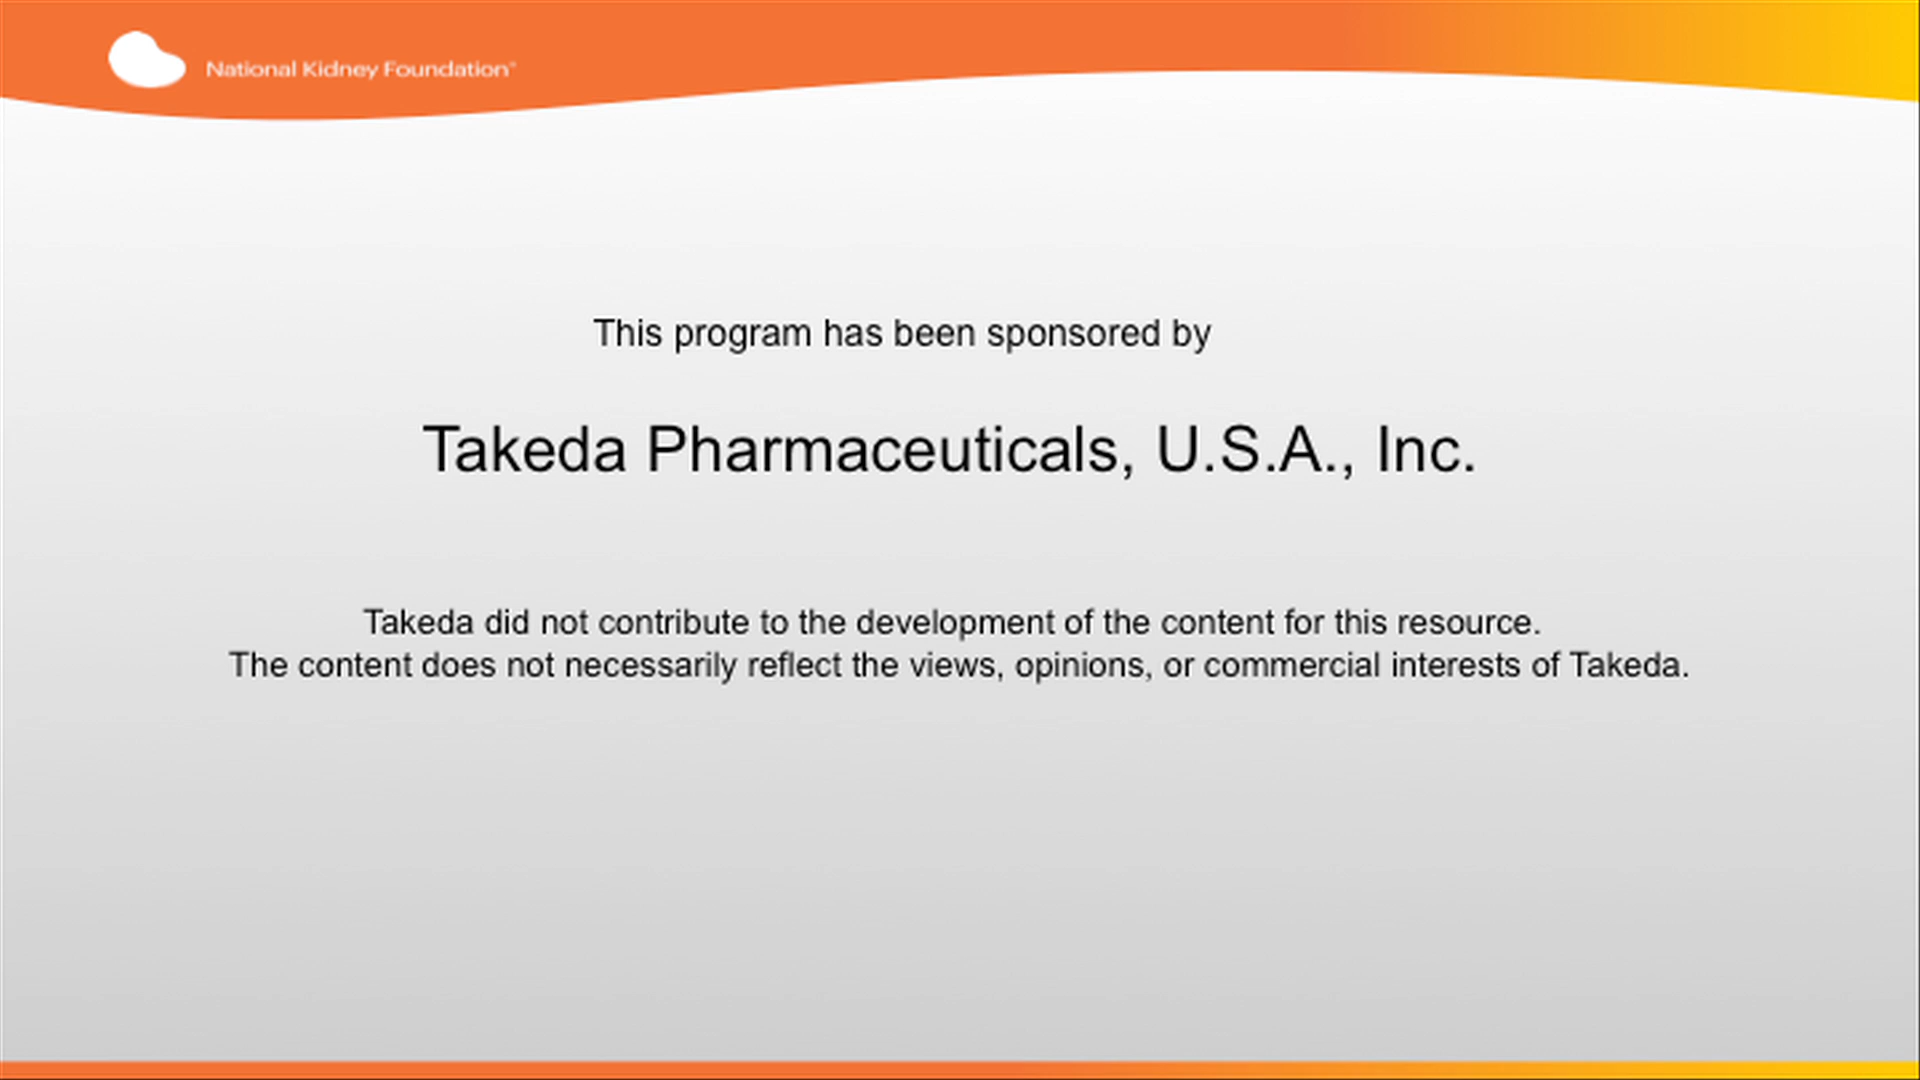 National Kidney Foundation®
This program has been sponsored by
Takeda Pharmaceuticals, U.S.A., Inc.
Takeda did not contribute to the development of the content for this resource.
The content does not necessarily reflect the views, opinions, or commercial interests of Takeda.